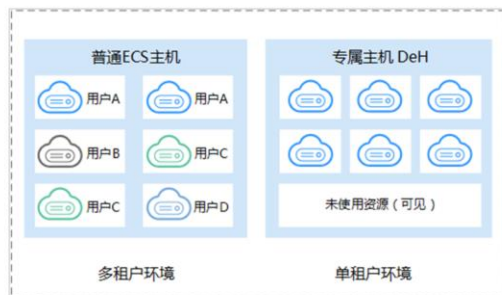 普通ECS主机
专属主机 DeH
用户A
用户A
用户B
用户C
用户C
用户D
未使用资源（可见）
多租户环境
单租户环境